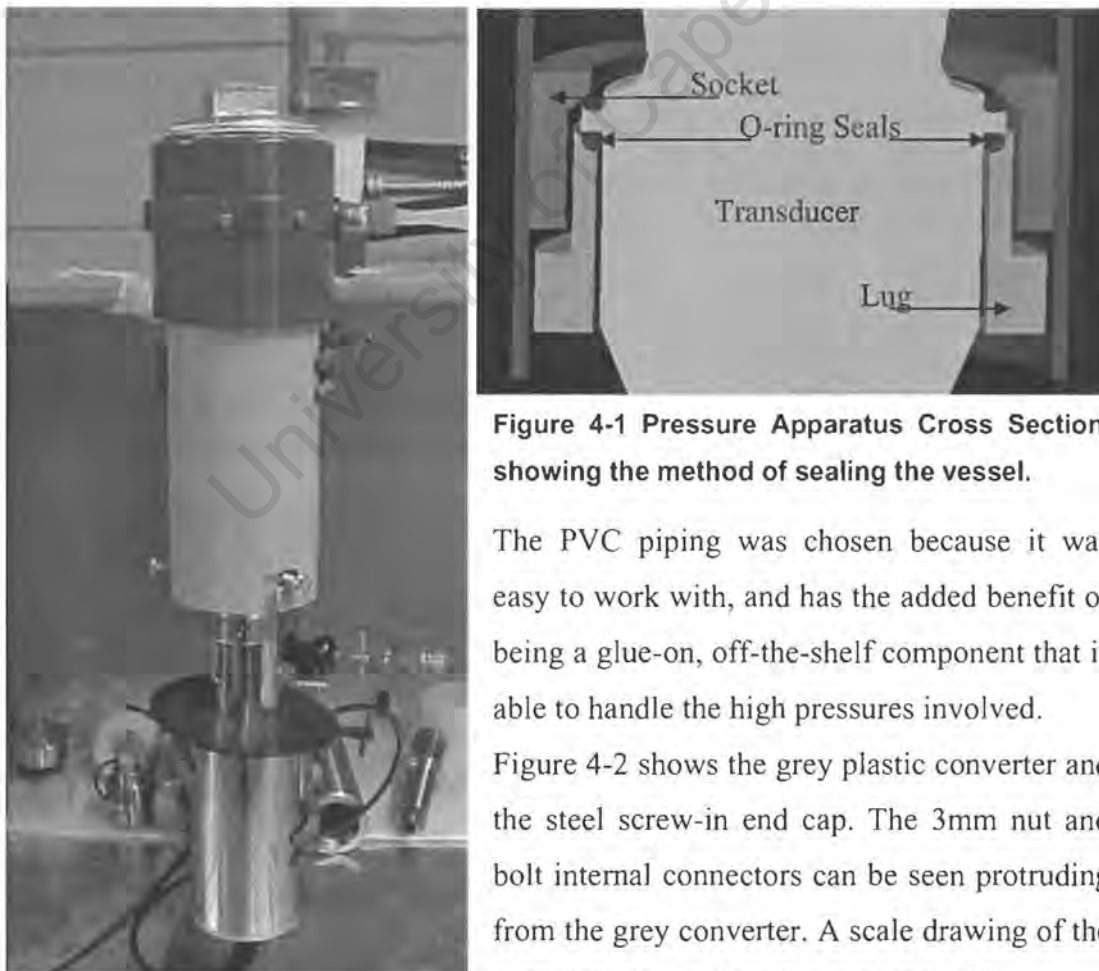 Socket
O-ring Seals
Transducer
Lug
Figure 4-1 Pressure Apparatus Cross Section
showing the method of sealing the vessel.
The PVC piping was chosen because it wa
easy to work with, and has the added benefit o
being a glue-on, off-the-shelf component that i
able to handle the high pressures involved.
Figure 4-2 shows the grey plastic converter and
the steel screw-in end cap. The 3mm nut and
bolt internal connectors can be seen protruding
from the grey converter. A scale drawing of the
University of Cape